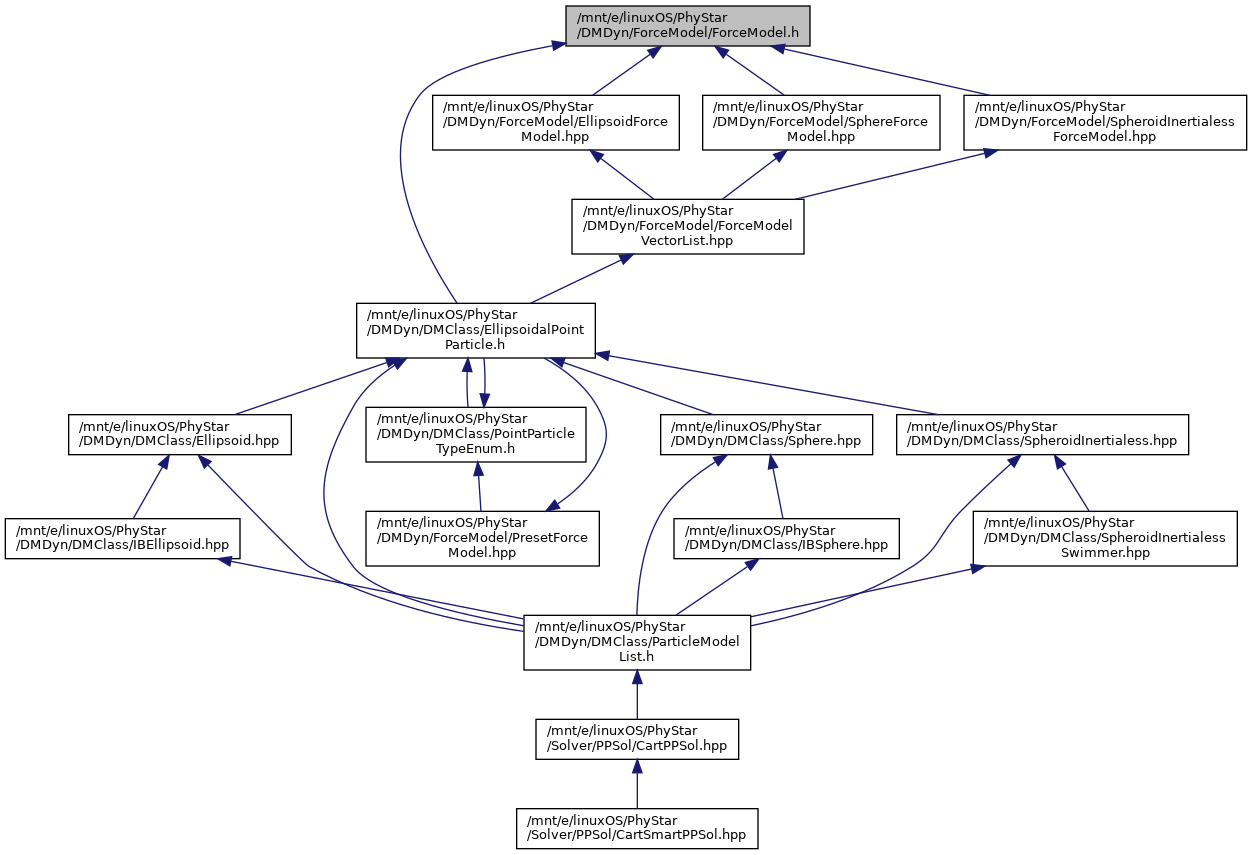 /mnt/e/linuxOS/PhyStar
/DMDyn/ForceModel/ForceModel.h
/mnt/e/linuxOS/PhyStar
/DMDyn/ForceModel/EllipsoidForce
Model.hpp
/mnt/e/linuxOS/PhyStar
/DMDyn/ForceModel/SphereForce
Model.hpp
/mnt/e/linuxOS/PhyStar
/DMDyn/ForceModel/SpheroidInertialess
ForceModel.hpp
/mnt/e/linuxOS/PhyStar
/DMDyn/ForceModel/ForceModel
VectorList.hpp
/mnt/e/linuxOS/PhyStar
/DMDyn/DMClass/EllipsoidalPoint
Particle.h
/mnt/e/linuxOS/PhyStar
/DMDyn/DMClass/Ellipsoid.hpp
/mnt/e/linuxOS/PhyStar
/DMDyn/DMClass/PointParticle
TypeEnum.h
/mnt/e/linuxOS/PhyStar
/DMDyn/DMClass/Sphere.hpp
/mnt/e/linuxOS/PhyStar
/DMDyn/DMClass/SpheroidInertialess.hpp
/mnt/e/linuxOS/PhyStar
/DMDyn/DMClass/IBEllipsoid.hpp
/mnt/e/linuxOS/PhyStar
/DMDyn/ForceModel/PresetForce
Model.hpp
/mnt/e/linuxOS/PhyStar
/DMDyn/DMClass/IBSphere.hpp
/mnt/e/linuxOS/PhyStar
/DMDyn/DMClass/SpheroidInertialess
Swimmer.hpp
/mnt/e/linuxOS/PhyStar
/DMDyn/DMClass/ParticleModel
List.h
/mnt/e/linuxOS/PhyStar
/Solver/PPSol/CartPPSol.hpp
/mnt/e/linuxOS/PhyStar
/Solver/PPSol/CartSmartPPSol.hpp